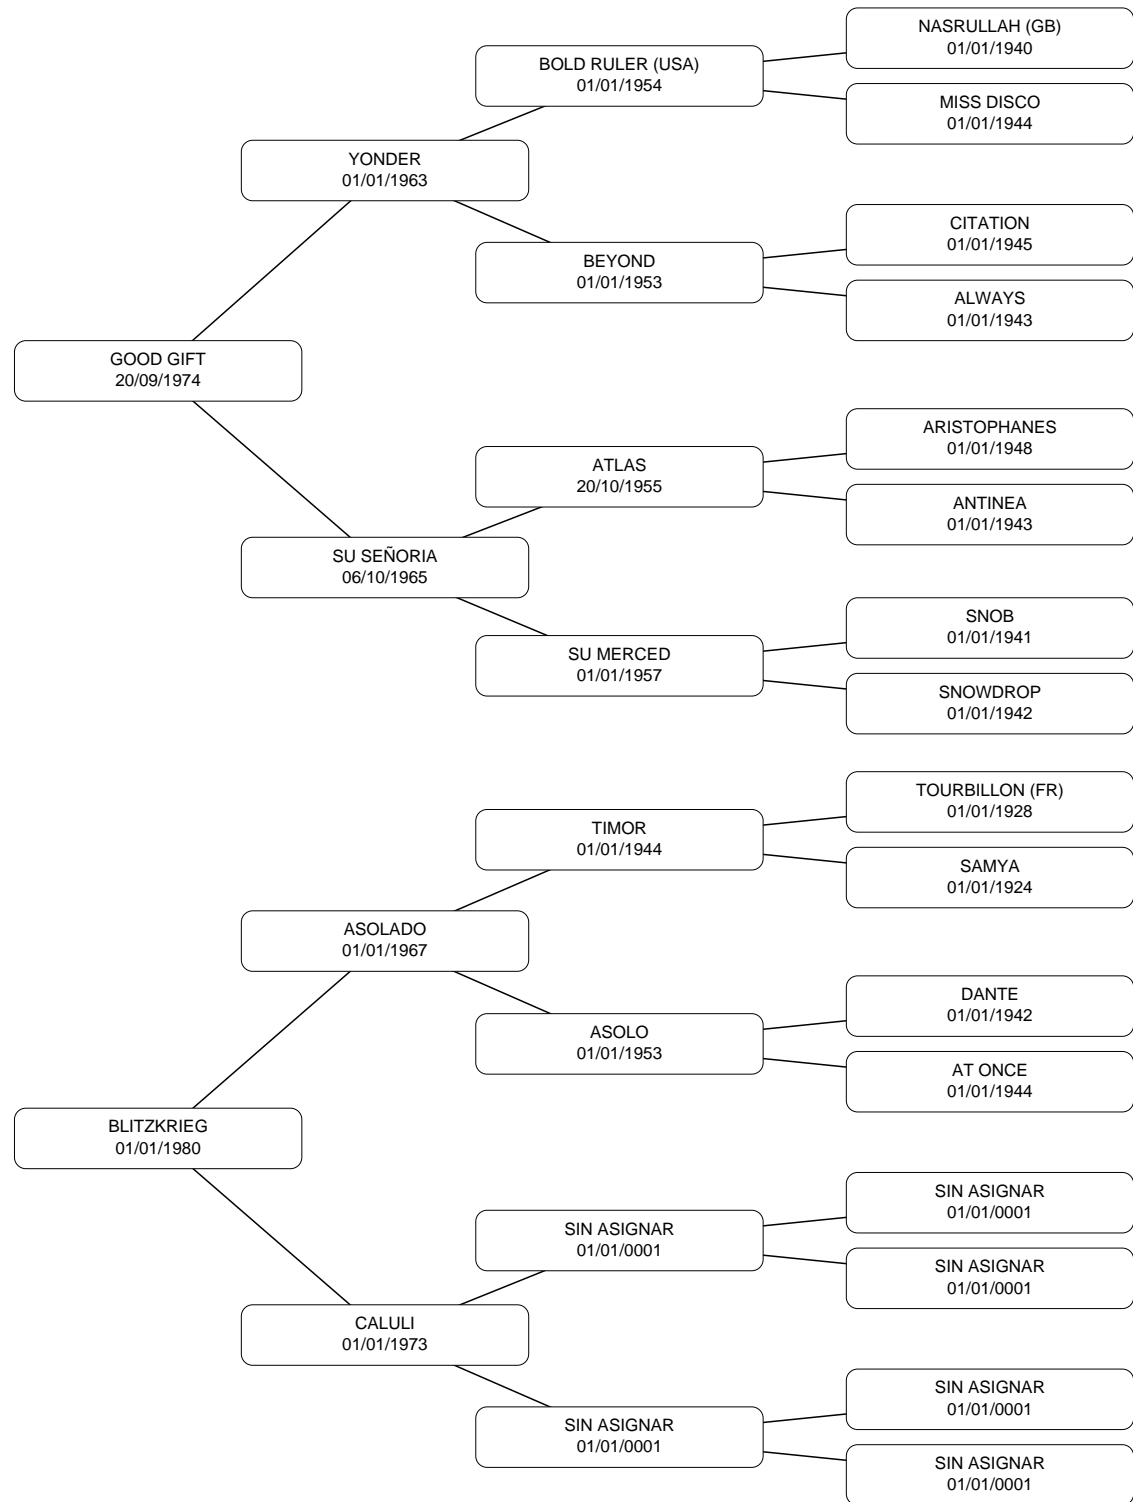 NASRULLAH (GB)
01/01/1940
BOLD RULER (USA)
01/01/1954
MISS DISCO
01/01/1944
YONDER
01/01/1963
CITATION
01/01/1945
BEYOND
01/01/1953
ALWAYS
01/01/1943
GOOD GIFT
20/09/1974
ARISTOPHANES
01/01/1948
ATLAS
20/10/1955
ANTINEA
01/01/1943
SU SEÑORIA
06/10/1965
SNOB
01/01/1941
SU MERCED
01/01/1957
SNOWDROP
01/01/1942
TOURBILLON (FR)
01/01/1928
TIMOR
01/01/1944
SAMYA
01/01/1924
ASOLADO
01/01/1967
DANTE
01/01/1942
ASOLO
01/01/1953
AT ONCE
01/01/1944
BLITZKRIEG
01/01/1980
SIN ASIGNAR
01/01/0001
SIN ASIGNAR
01/01/0001
SIN ASIGNAR
01/01/0001
CALULI
01/01/1973
SIN ASIGNAR
01/01/0001
SIN ASIGNAR
01/01/0001
SIN ASIGNAR
01/01/0001